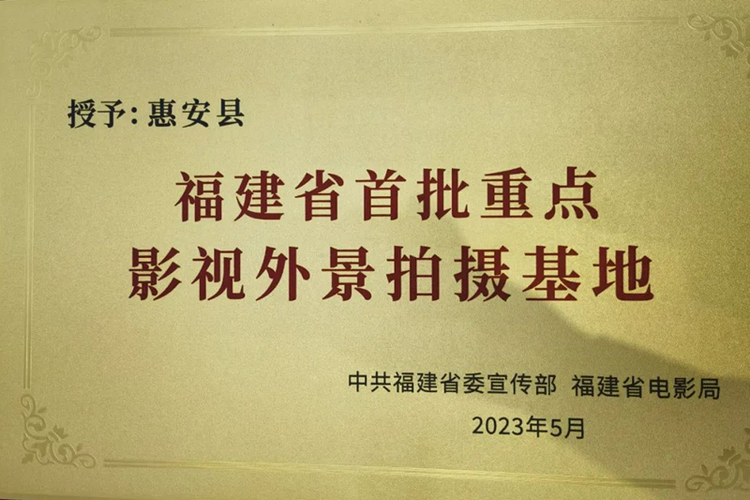 授予：惠安县
福建省首批重点
影视外景拍摄基地
中共福建省委宣传部 福建省电影局
2023年5月